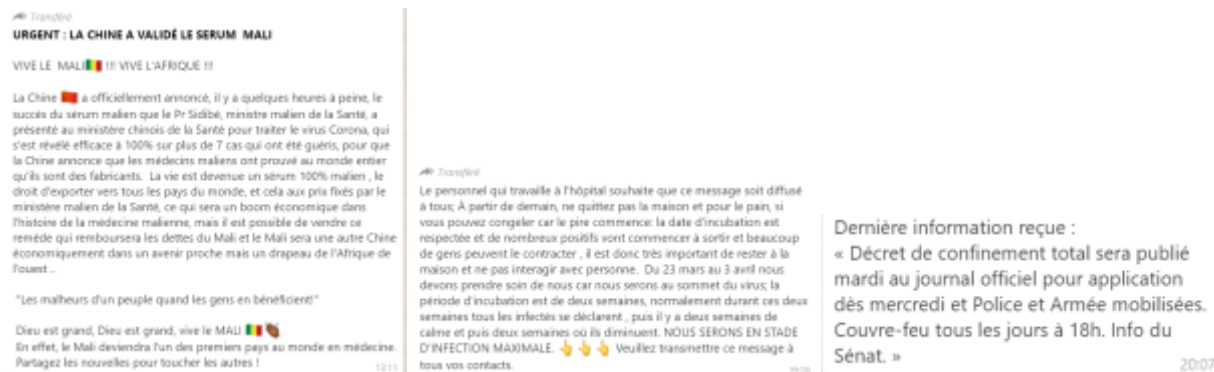 Transféré
URGENT : LA CHINE A VALIDÉ LE SERUM MALI
VIVE LE MALI🇲🇱 !!! VIVE L'AFRIQUE !!!
La Chine 🇨🇳 a officiellement annoncé, il y a quelques heures à peine, le
succès du sérum malien que le Pr Sidibé, ministre malien de la Santé, a
présenté au ministère chinois de la Santé pour traiter le virus Corona, qui
s'est révélé efficace à 100% sur plus de 7 cas qui ont été guéris, pour que
la Chine annonce que les médecins maliens ont prouvé au monde entier
qu'ils sont des fabricants. La vie est devenue un sérum 100% malien , le
droit d'exporter vers tous les pays du monde, et cela aux prix fixés par le
ministère malien de la Santé, ce qui sera un boom économique dans
l'histoire de la médecine malienne, mais il est possible de vendre ce
remède qui remboursera les dettes du Mali et le Mali sera une autre Chine
économiquement dans un avenir proche mais un drapeau de l'Afrique de
l'ouest ..
"Les malheurs d'un peuple quand les gens en bénéficient!"
Dieu est grand, Dieu est grand, vive le MALI 🇲🇱
En effet, le Mali deviendra l'un des premiers pays au monde en médecine.
Partagez les nouvelles pour toucher les autres !
12:11
Transféré
Le personnel qui travaille à l'hôpital souhaite que ce message soit diffusé
à tous; À partir de demain, ne quittez pas la maison et pour le pain, si
vous pouvez congeler car le pire commence: la date d'incubation est
respectée et de nombreux positifs vont commencer à sortir et beaucoup
de gens peuvent le contracter , il est donc très important de rester à la
maison et ne pas interagir avec personne. Du 23 mars au 3 avril nous
devons prendre soin de nous car nous serons au sommet du virus; la
période d'incubation est de deux semaines, normalement durant ces deux
semaines tous les infectés se déclarent , puis il y a deux semaines de
calme et puis deux semaines où ils diminuent. NOUS SERONS EN STADE
D'INFECTION MAXIMALE. 👆👆👆 Veuillez transmettre ce message à
tous vos contacts.
Dernière information reçue :
« Décret de confinement total sera publié
mardi au journal officiel pour application
dès mercredi et Police et Armée mobilisées.
Couvre-feu tous les jours à 18h. Info du
Sénat. »
20:07